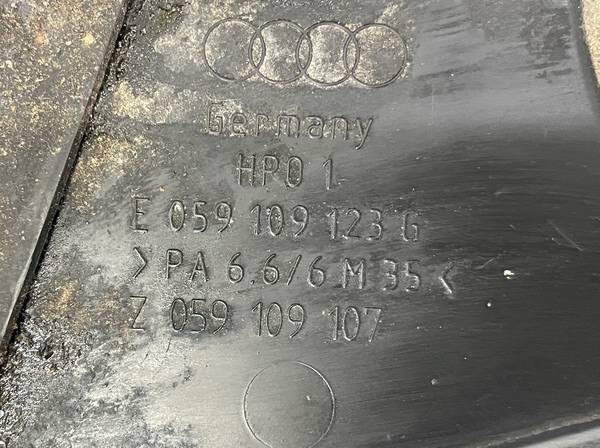 Germany
HPO 1
E 059 109 123 G
>PA 6.6/6 M 35<
Z 059 109 107